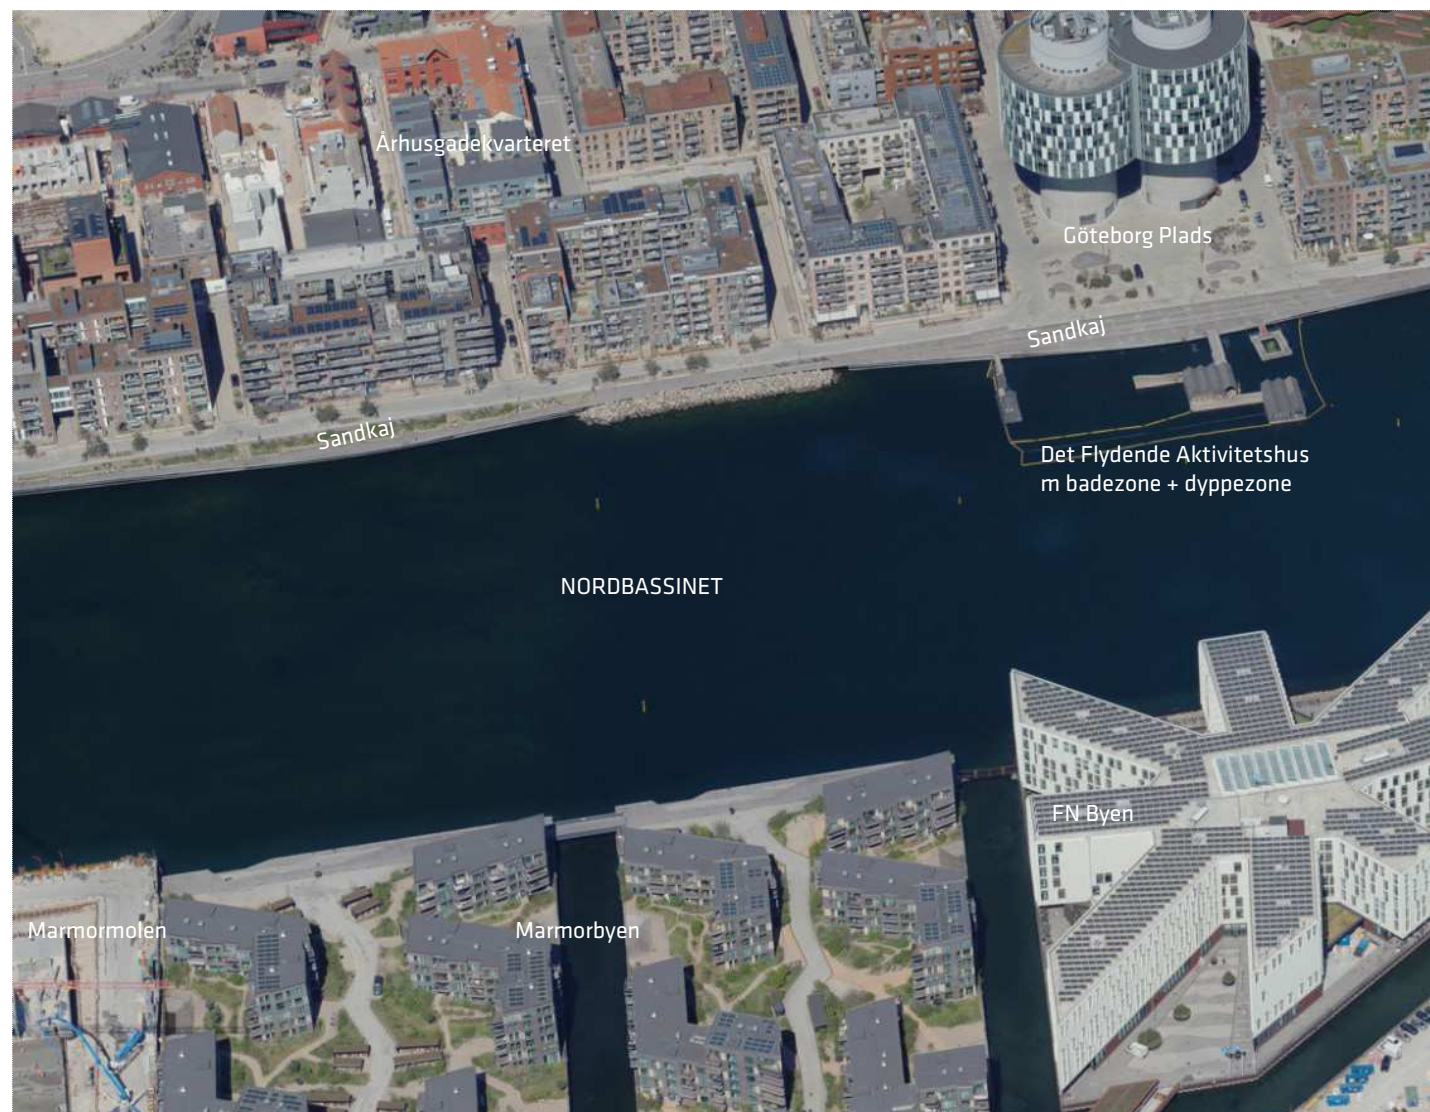 Århusgadekvarteret
Göteborg Plads
Sandkaj
Sandkaj
Det Flydende Aktivitetshus
m badezone + dyppezone
NORDBASSINET
FN Byen
Marmormolen
Marmorbyen